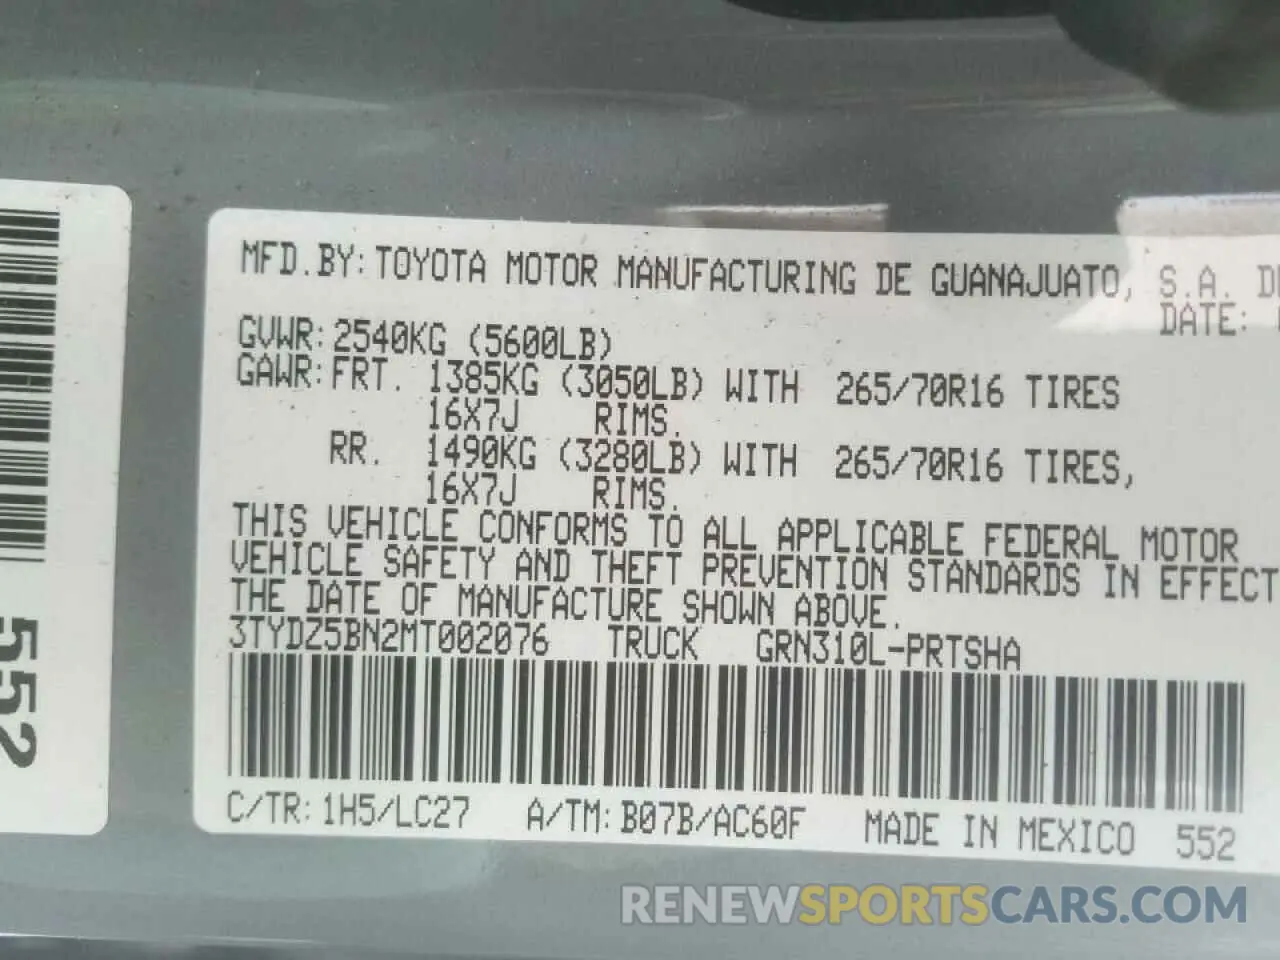 MFD.BY: TOYOTA MOTOR MANUFACTURING DE GUANAJUATO, S.A.
DATE:
GVWR: 2540KG (5600LB)
GAWR: FRT. 1385KG (3050LB) WITH 265/70R16 TIRES
16X7J RIMS.
RR. 1490KG (3280LB) WITH 265/70R16 TIRES,
16X7J RIMS.
THIS VEHICLE CONFORMS TO ALL APPLICABLE FEDERAL MOTOR
VEHICLE SAFETY AND THEFT PREVENTION STANDARDS IN EFFECT
THE DATE OF MANUFACTURE SHOWN ABOVE.
3TYDZ5BN2MT002076 TRUCK GRN310L-PRTSHA
C/TR: 1H5/LC27 A/TM: B07B/AC60F MADE IN MEXICO 552
552
RENEWSPORTSCARS.COM